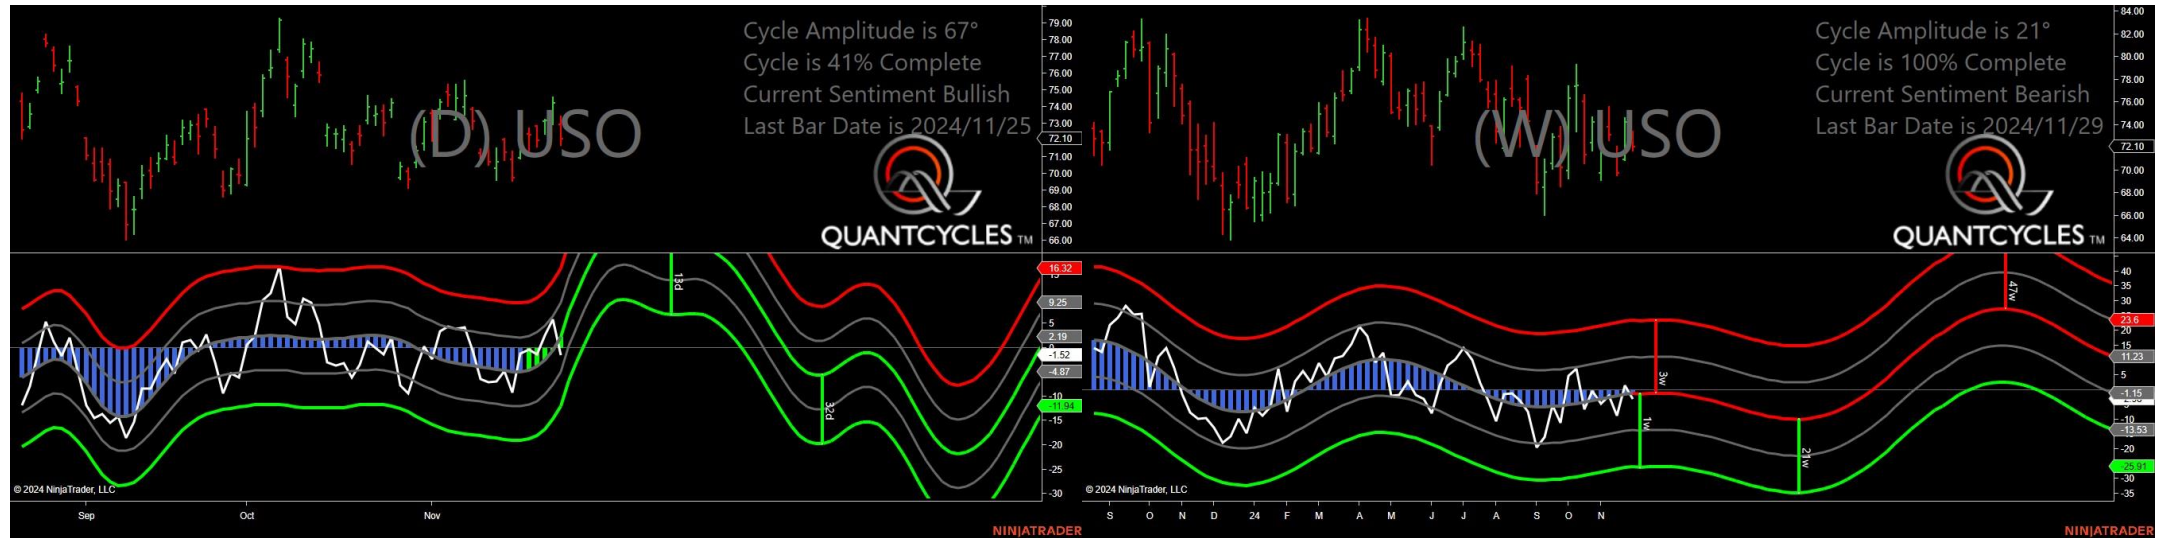 Cycle Amplitude is 67°
Cycle is 41% Complete
Current Sentiment Bullish
Last Bar Date is 2024/11/25
(D) USO
QUANTCYCLES TM
79.00
78.00
77.00
76.00
75.00
74.00
73.00
72.10
71.00
70.00
69.00
68.00
67.00
66.00
13d
32d
16.32
9.25
5
2.19
-1.52
-4.87
-10
-11.94
-15
-20
-25
-30
© 2024 NinjaTrader, LLC
Sep Oct Nov
NINJATRADER
Cycle Amplitude is 21°
Cycle is 100% Complete
Current Sentiment Bearish
Last Bar Date is 2024/11/29
(W) USO
QUANTCYCLES TM
84.00
82.00
80.00
78.00
76.00
74.00
72.10
70.00
68.00
66.00
64.00
47w
3w
1w
21w
40
35
30
23.6
20
15
11.23
5
-1.15
-10
-13.53
-20
-25.91
-30
-35
© 2024 NinjaTrader, LLC
S O N D 24 F M A M J J A S O N
NINJATRADER